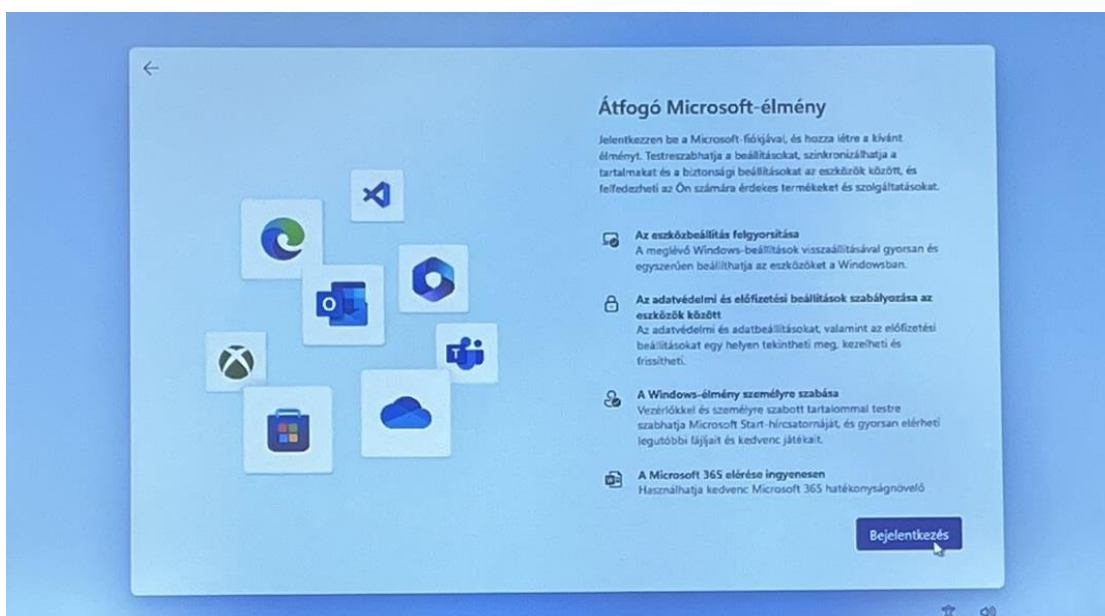 Átfogó Microsoft-élmény
Jelentkezzen be a Microsoft-fiókjával, és hozza létre a kívánt
élményt. Testreszabhatja a beállításokat, szinkronizálhatja a
tartalmakat és a biztonsági beállításokat az eszközök között, és
felfedezheti az Ön számára érdekes termékeket és szolgáltatásokat.
Az eszközbeállítás felgyorsítása
A meglévő Windows-beállítások visszaállításával gyorsan és
egyszerűen beállíthatja az eszközöket a Windowsban.
Az adatvédelmi és előfizetési beállítások szabályozása az
eszközök között
Az adatvédelmi és adatbeállításokat, valamint az előfizetési
beállításokat egy helyen tekintheti meg, kezelheti és
frissítheti.
A Windows-élmény személyre szabása
Vezérlőkkel és személyre szabott tartalommal testre
szabhatja Microsoft Start-hírcsatornáját, és gyorsan elérheti
legutóbbi fájljait és kedvenc játékait.
A Microsoft 365 elérése ingyenesen
Használhatja kedvenc Microsoft 365 hatékonyságnövelő
Bejelentkezés